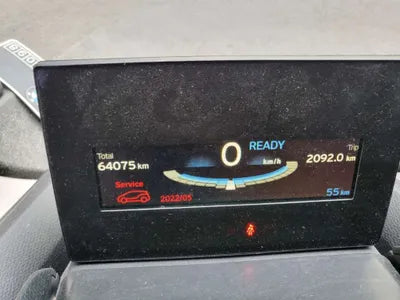 READY
Total
0
Trip
64075 km
km/h
2092.0 km
Service
2022/05
55 km